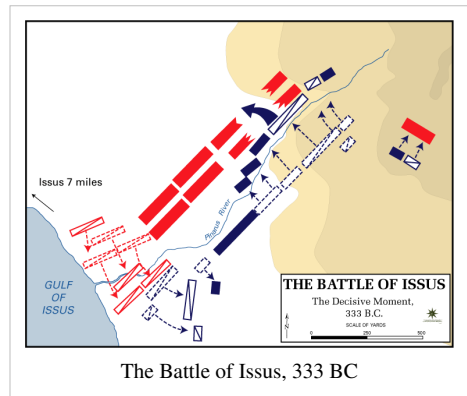 Issus 7 miles
Pinarus River
GULF
OF
ISSUS
THE BATTLE OF ISSUS
The Decisive Moment,
333 B.C.
SCALE OF YARDS
0 250 500
The Battle of Issus, 333 BC